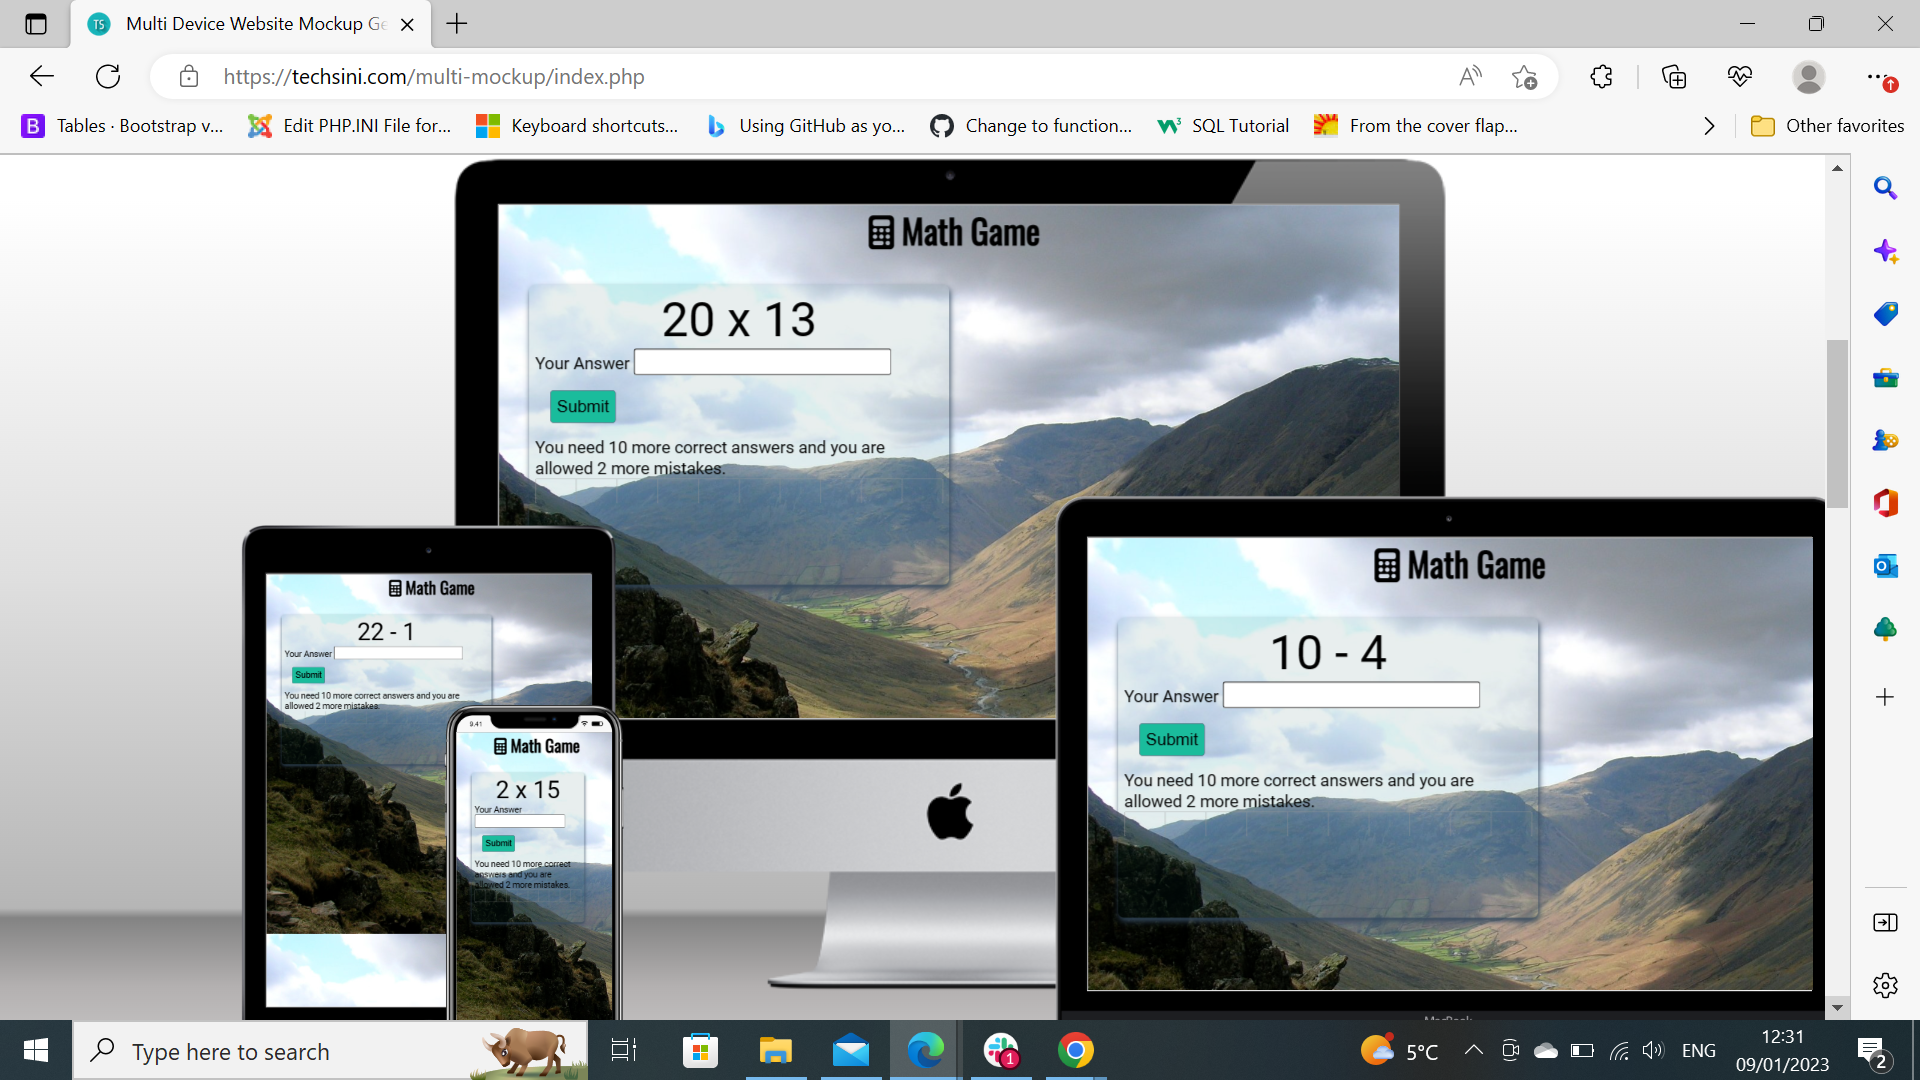 TS Multi Device Website Mockup Ge
https://techsini.com/multi-mockup/index.php
B Tables · Bootstrap v... Edit PHP.INI File for... Keyboard shortcuts... Using GitHub as yo... Change to function... SQL Tutorial From the cover flap... Other favorites
Math Game
20 x 13
Your Answer
Submit
You need 10 more correct answers and you are
allowed 2 more mistakes.
Math Game
22 - 1
Your Answer
Submit
You need 10 more correct answers and you are
allowed 2 more mistakes.
9:41
Math Game
2 x 15
Your Answer
Submit
You need 10 more correct
answers and you are
allowed 2 more mistakes.
Math Game
10 - 4
Your Answer
Submit
You need 10 more correct answers and you are
allowed 2 more mistakes.
Type here to search
1
5°C
ENG
12:31
09/01/2023
2